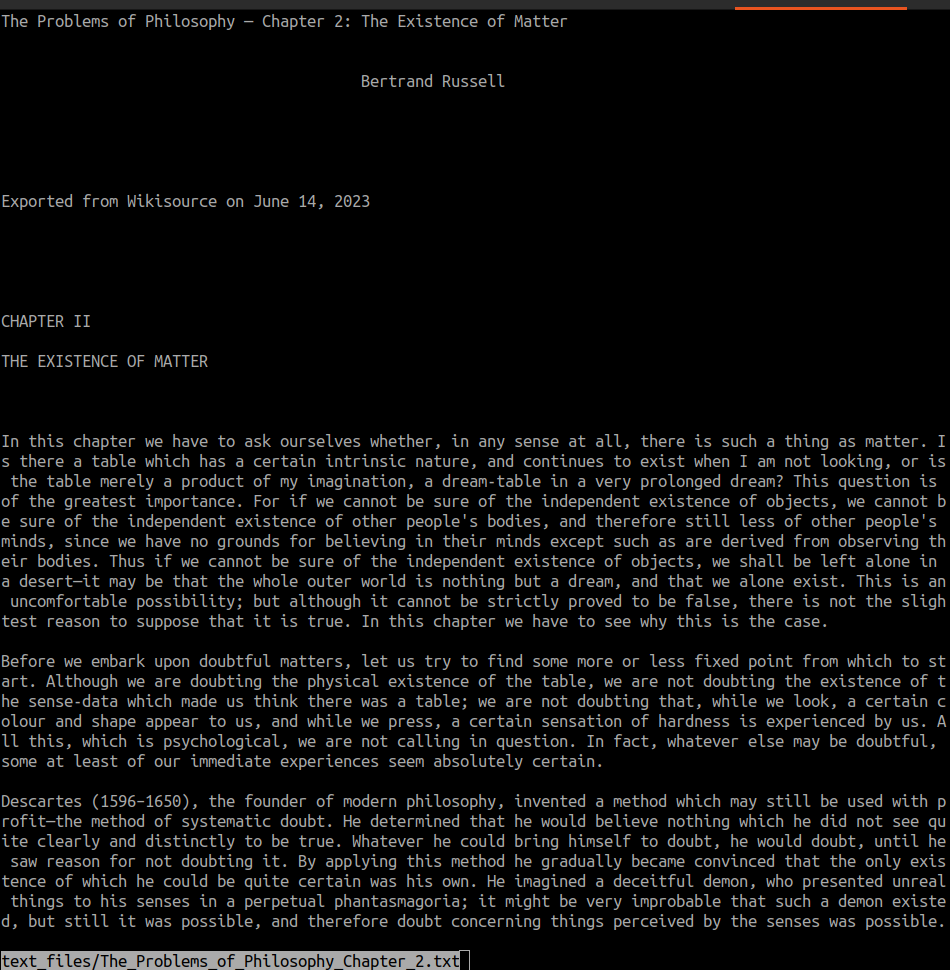 The Problems of Philosophy — Chapter 2: The Existence of Matter
Bertrand Russell
Exported from Wikisource on June 14, 2023
CHAPTER II
THE EXISTENCE OF MATTER
In this chapter we have to ask ourselves whether, in any sense at all, there is such a thing as matter. I
s there a table which has a certain intrinsic nature, and continues to exist when I am not looking, or is
the table merely a product of my imagination, a dream-table in a very prolonged dream? This question is
of the greatest importance. For if we cannot be sure of the independent existence of objects, we cannot b
e sure of the independent existence of other people's bodies, and therefore still less of other people's
minds, since we have no grounds for believing in their minds except such as are derived from observing th
eir bodies. Thus if we cannot be sure of the independent existence of objects, we shall be left alone in
a desert—it may be that the whole outer world is nothing but a dream, and that we alone exist. This is an
uncomfortable possibility; but although it cannot be strictly proved to be false, there is not the sligh
test reason to suppose that it is true. In this chapter we have to see why this is the case.
Before we embark upon doubtful matters, let us try to find some more or less fixed point from which to st
art. Although we are doubting the physical existence of the table, we are not doubting the existence of t
he sense-data which made us think there was a table; we are not doubting that, while we look, a certain c
olour and shape appear to us, and while we press, a certain sensation of hardness is experienced by us. A
ll this, which is psychological, we are not calling in question. In fact, whatever else may be doubtful,
some at least of our immediate experiences seem absolutely certain.
Descartes (1596–1650), the founder of modern philosophy, invented a method which may still be used with p
rofit—the method of systematic doubt. He determined that he would believe nothing which he did not see qu
ite clearly and distinctly to be true. Whatever he could bring himself to doubt, he would doubt, until he
saw reason for not doubting it. By applying this method he gradually became convinced that the only exis
tence of which he could be quite certain was his own. He imagined a deceitful demon, who presented unreal
things to his senses in a perpetual phantasmagoria; it might be very improbable that such a demon existe
d, but still it was possible, and therefore doubt concerning things perceived by the senses was possible.
text_files/The_Problems_of_Philosophy_Chapter_2.txt